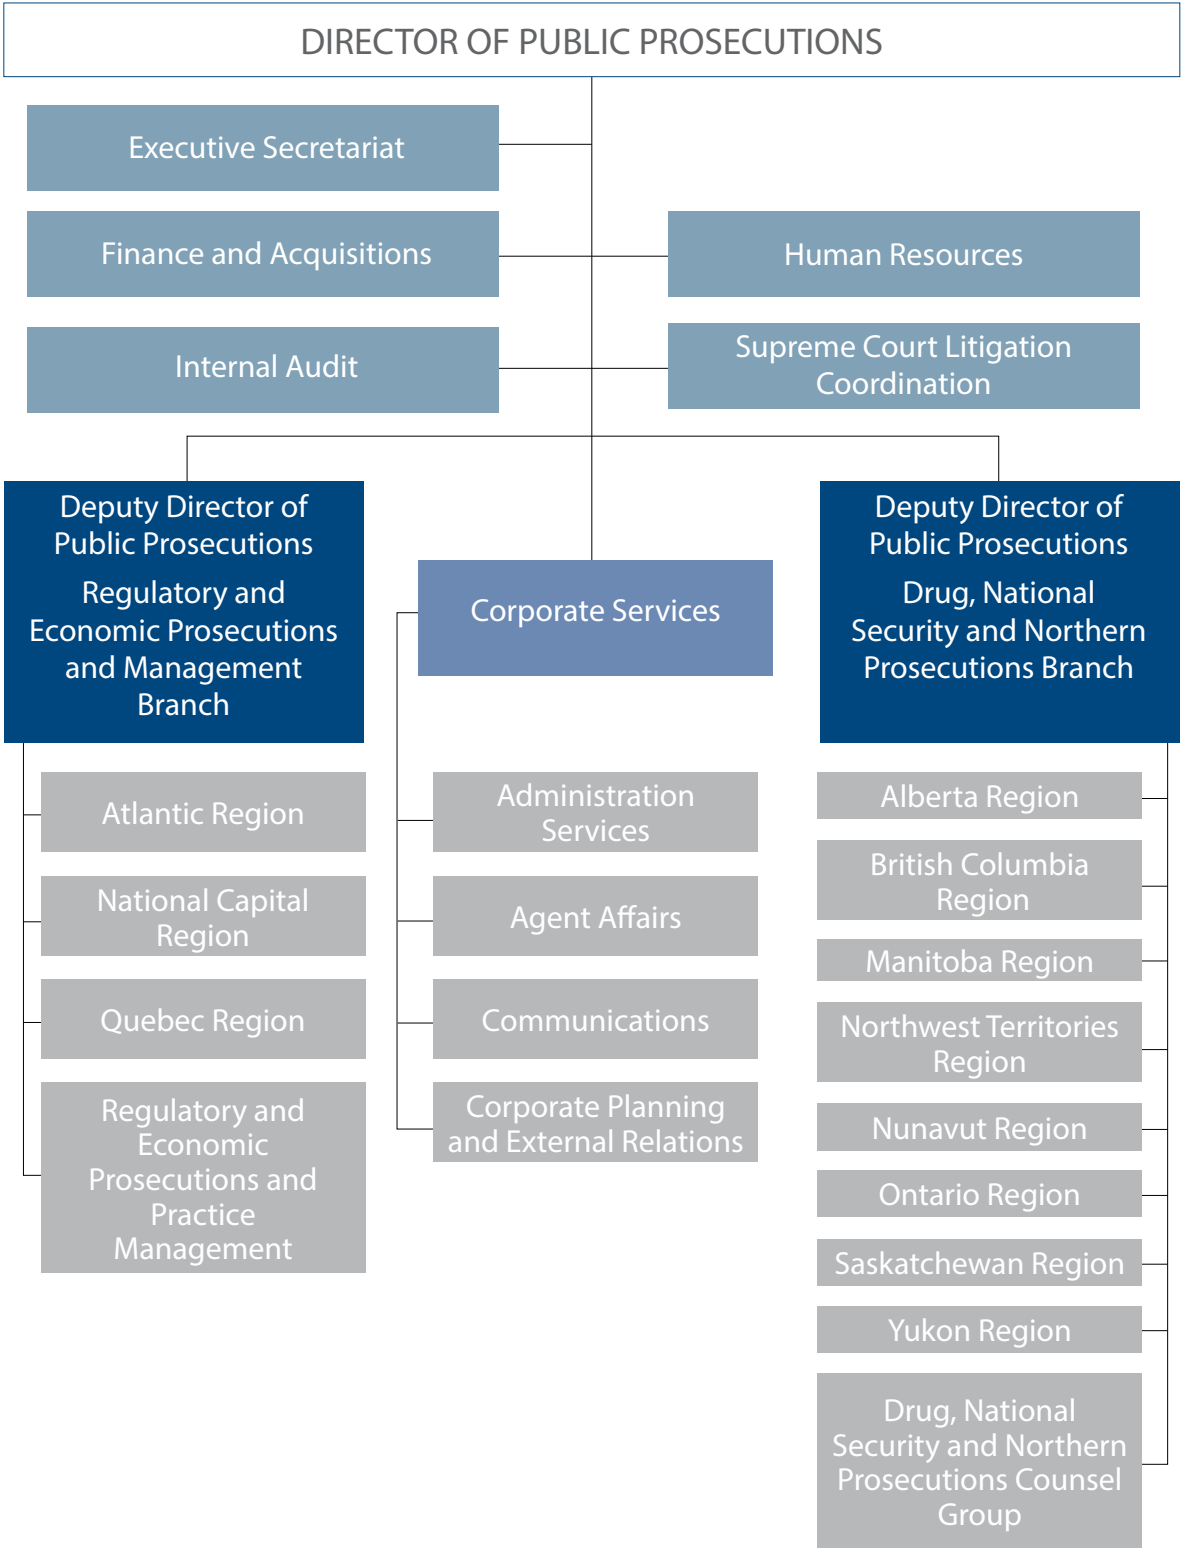 DIRECTOR OF PUBLIC PROSECUTIONS
Executive Secretariat
Finance and Acquisitions
Human Resources
Internal Audit
Supreme Court Litigation
Coordination
Deputy Director of
Public Prosecutions
Regulatory and
Economic Prosecutions
and Management
Branch
Atlantic Region
National Capital
Region
Quebec Region
Regulatory and
Economic
Prosecutions and
Practice
Management
Corporate Services
Administration
Services
Agent Affairs
Communications
Corporate Planning
and External Relations
Deputy Director of
Public Prosecutions
Drug, National
Security and Northern
Prosecutions Branch
Alberta Region
British Columbia
Region
Manitoba Region
Northwest Territories
Region
Nunavut Region
Ontario Region
Saskatchewan Region
Yukon Region
Drug, National
Security and Northern
Prosecutions Counsel
Group